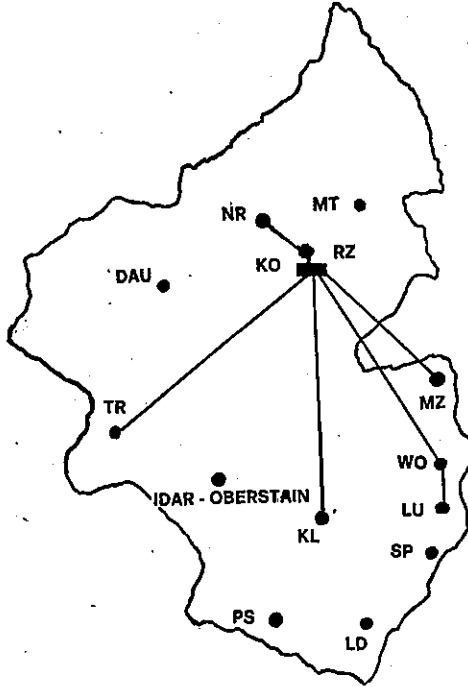 MT
NR
KO
RZ
DAU
MZ
TR
WO
IDAR - OBERSTAIN
LU
KL
SP
PS
LD